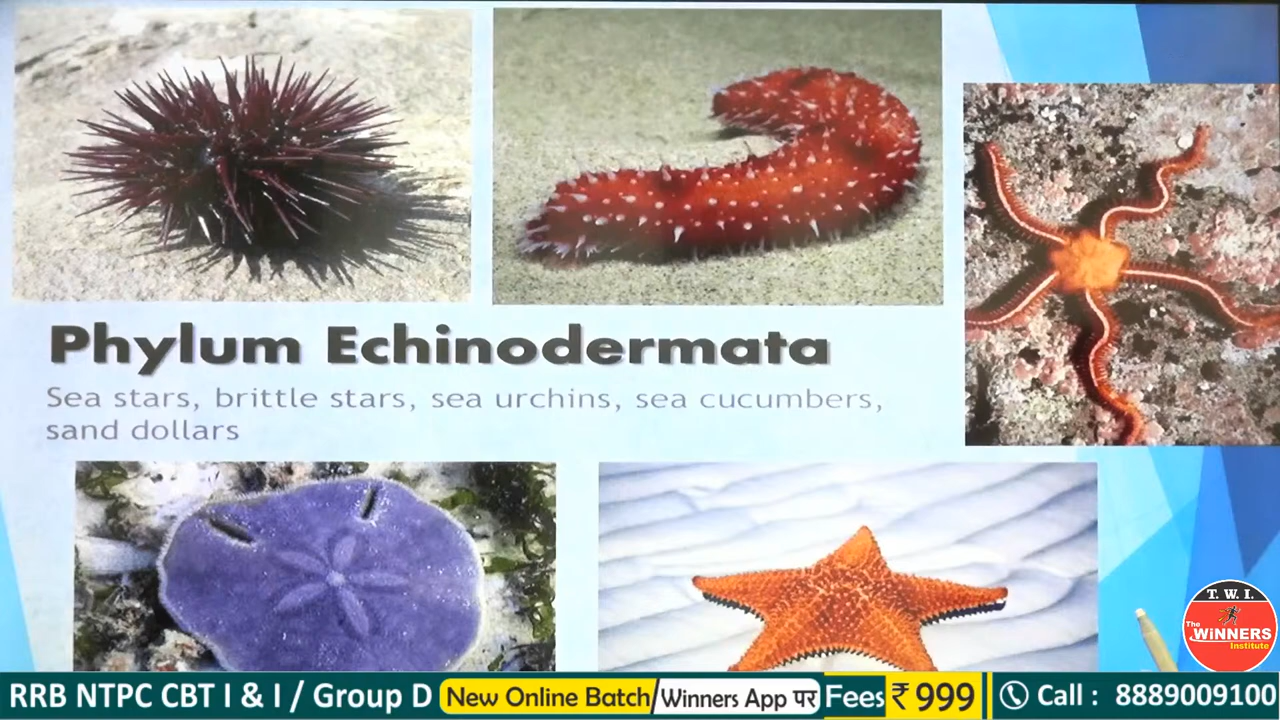 Phylum Echinodermata
Sea stars, brittle stars, sea urchins, sea cucumbers,
sand dollars
T. W. I.
The
WiNNERS
Institute
RRB NTPC CBT I & I / Group D New Online Batch Winners App पर Fees ₹ 999 Call : 8889009100